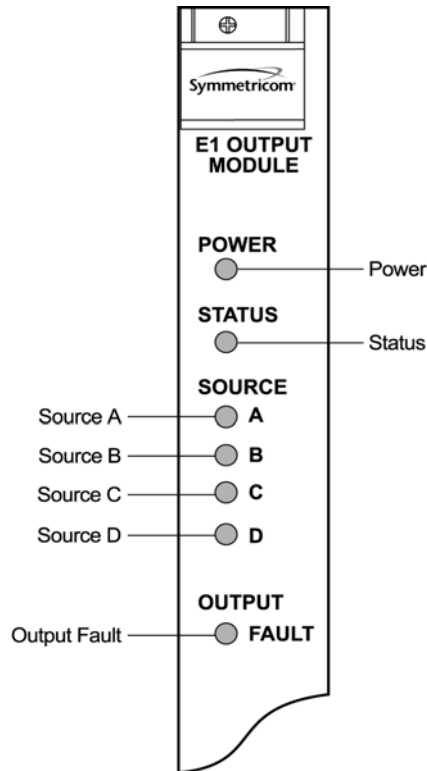 Symmetricom
E1 OUTPUT
MODULE
POWER
Power
STATUS
Status
SOURCE
Source A
A
Source B
B
Source C
C
Source D
D
OUTPUT
Output Fault
FAULT